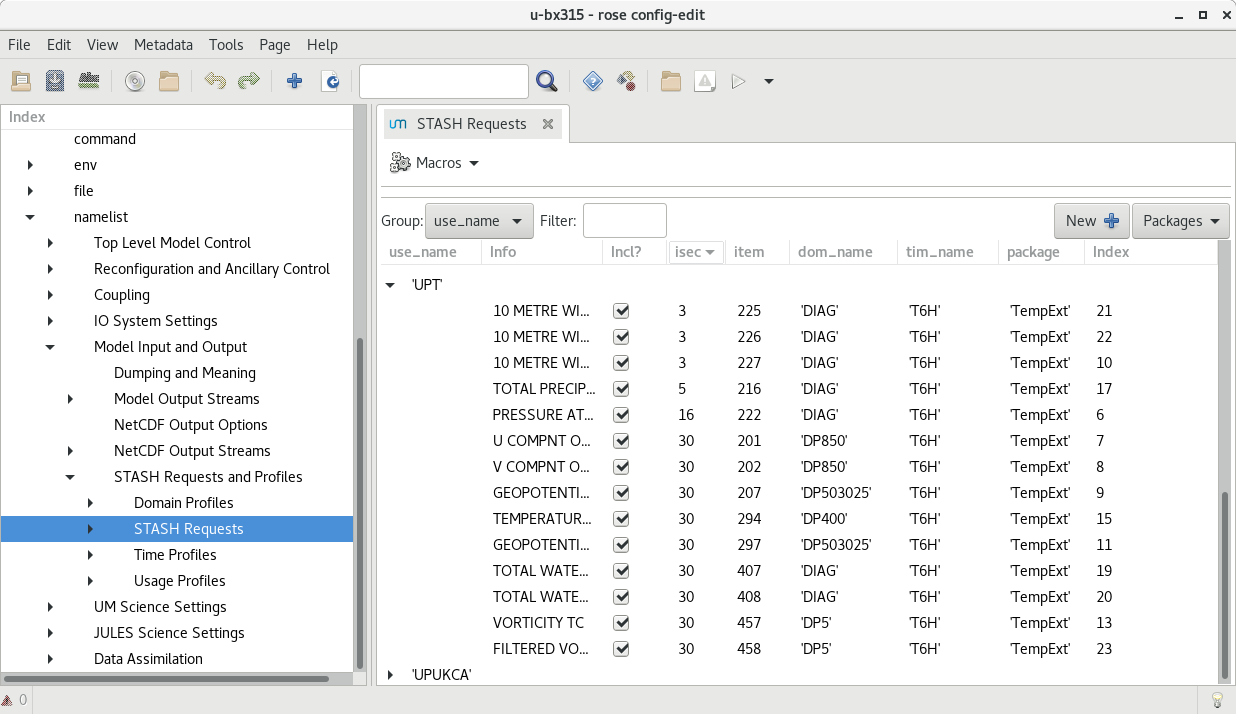 u-bx315 - rose config-edit
File Edit View Metadata Tools Page Help
Index
command
env
file
namelist
Top Level Model Control
Reconfiguration and Ancillary Control
Coupling
IO System Settings
Model Input and Output
Dumping and Meaning
Model Output Streams
NetCDF Output Options
NetCDF Output Streams
STASH Requests and Profiles
Domain Profiles
STASH Requests
Time Profiles
Usage Profiles
UM Science Settings
JULES Science Settings
Data Assimilation
0
um STASH Requests
Macros
Group: use_name Filter: New Packages
use_name Info Incl? isec item dom_name tim_name package Index
'UPT'
10 METRE WI... 3 225 'DIAG' 'T6H' 'TempExt' 21
10 METRE WI... 3 226 'DIAG' 'T6H' 'TempExt' 22
10 METRE WI... 3 227 'DIAG' 'T6H' 'TempExt' 10
TOTAL PRECIP... 5 216 'DIAG' 'T6H' 'TempExt' 17
PRESSURE AT... 16 222 'DIAG' 'T6H' 'TempExt' 6
U COMPNT O... 30 201 'DP850' 'T6H' 'TempExt' 7
V COMPNT O... 30 202 'DP850' 'T6H' 'TempExt' 8
GEOPOTENTI... 30 207 'DP503025' 'T6H' 'TempExt' 9
TEMPERATUR... 30 294 'DP400' 'T6H' 'TempExt' 15
GEOPOTENTI... 30 297 'DP503025' 'T6H' 'TempExt' 11
TOTAL WATE... 30 407 'DIAG' 'T6H' 'TempExt' 19
TOTAL WATE... 30 408 'DIAG' 'T6H' 'TempExt' 20
VORTICITY TC 30 457 'DP5' 'T6H' 'TempExt' 13
FILTERED VO... 30 458 'DP5' 'T6H' 'TempExt' 23
'UPUKCA'